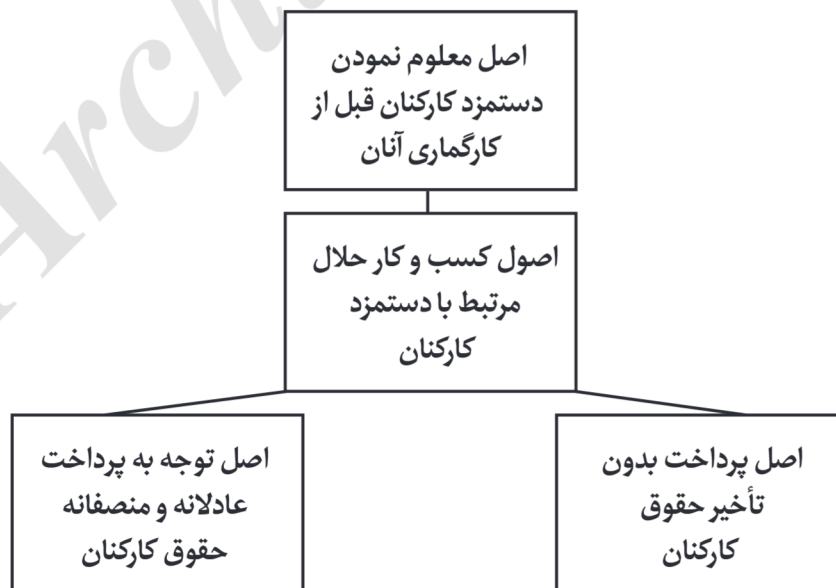 اصل معلوم نمودن
دستمزد کارکنان قبل از
کارگماری آنان
اصول کسب و کار حلال
مرتبط با دستمزد
کارکنان
اصل پرداخت بدون
تأخیر حقوق
کارکنان
اصل توجه به پرداخت
عادلانه و منصفانه
حقوق کارکنان